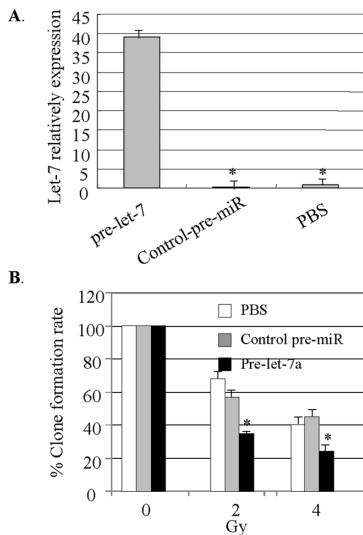 A.
Let-7 relatively expression
45
40
35
30
25
20
15
10
5
0
*
*
pre-let-7
Control-pre-miR
PBS
B.
% Clone formation rate
120
100
80
60
40
20
0
PBS
Control pre-miR
Pre-let-7a
*
*
0
2
4
Gy